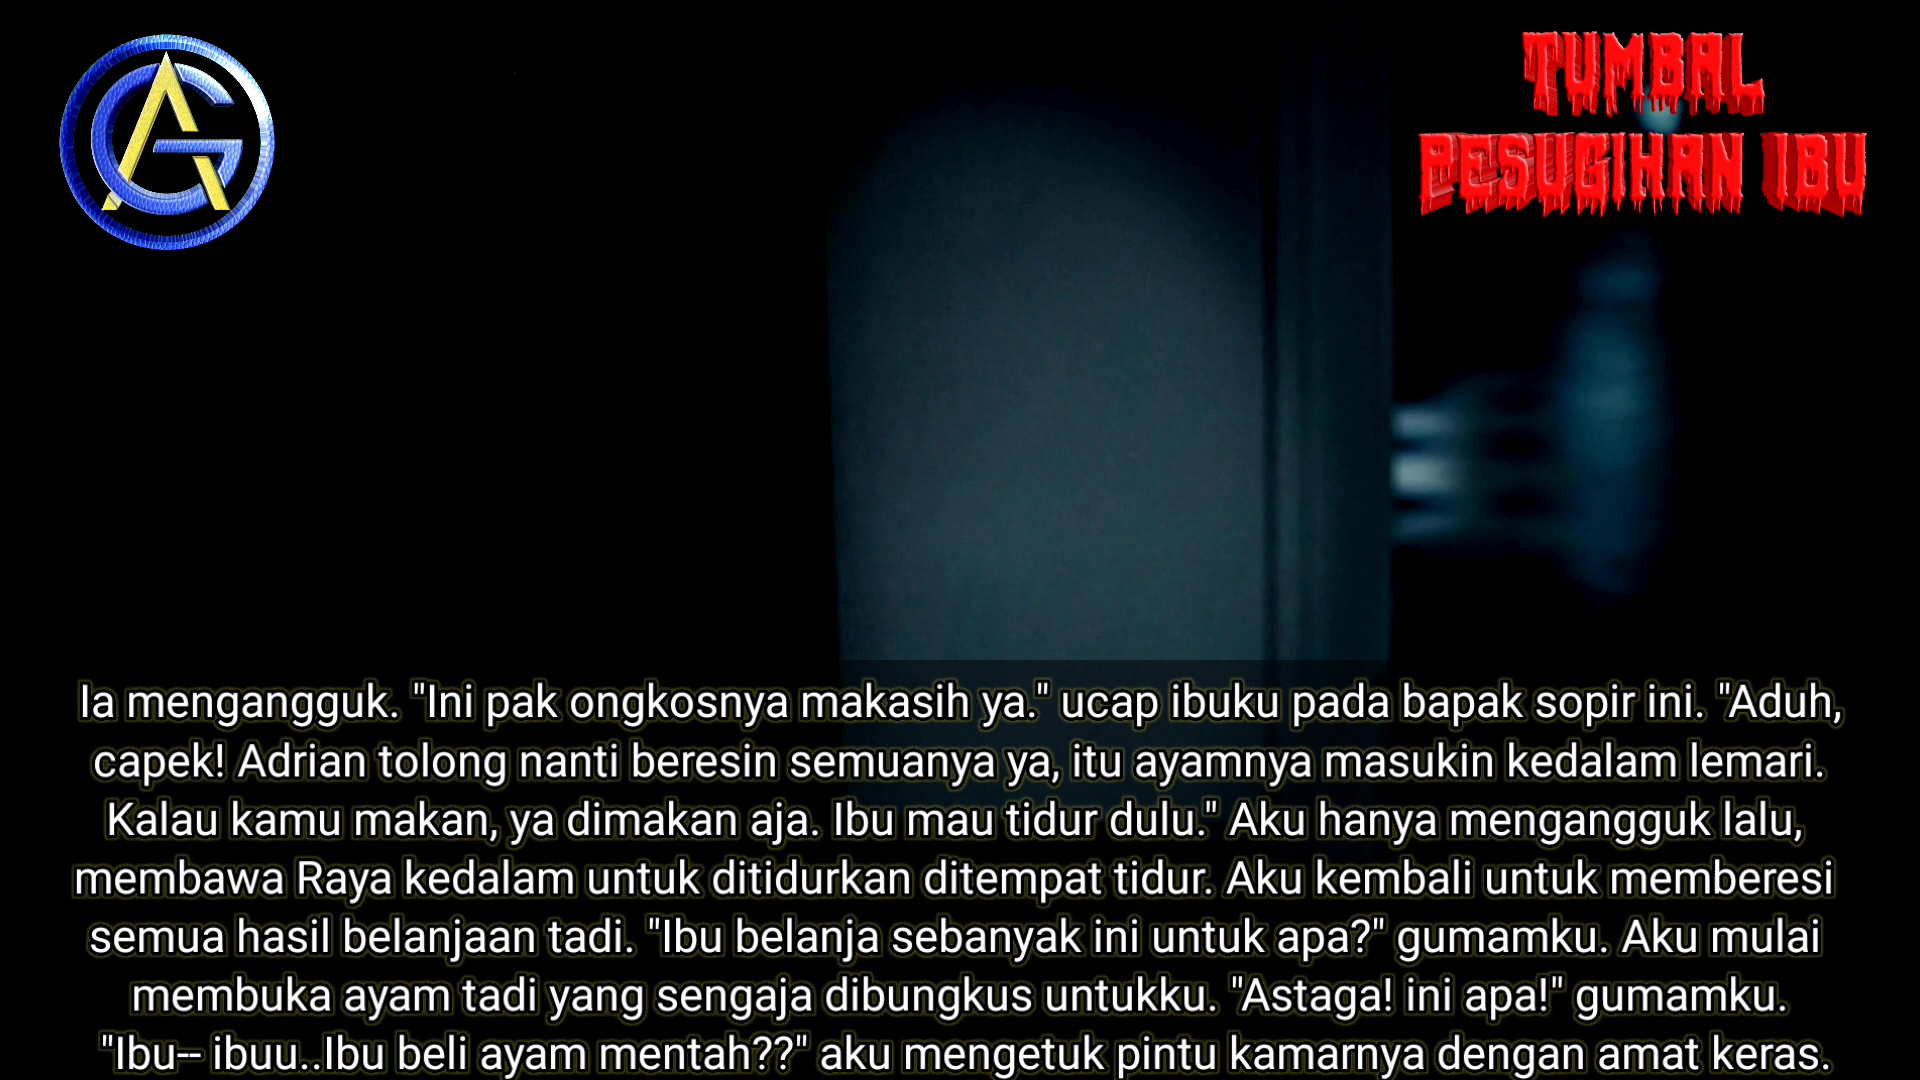 TUMBAL
PESUGIHAN IBU
Ia mengangguk. "Ini pak ongkosnya makasih ya." ucap ibuku pada bapak sopir ini. "Aduh,
capek! Adrian tolong nanti beresin semuanya ya, itu ayamnya masukin kedalam lemari.
Kalau kamu makan, ya dimakan aja. Ibu mau tidur dulu." Aku hanya mengangguk lalu,
membawa Raya kedalam untuk ditidurkan ditempat tidur. Aku kembali untuk memberesi
semua hasil belanjaan tadi. "Ibu belanja sebanyak ini untuk apa?" gumamku. Aku mulai
membuka ayam tadi yang sengaja dibungkus untukku. "Astaga! ini apa!" gumamku.
"Ibu-- ibuu..Ibu beli ayam mentah??" aku mengetuk pintu kamarnya dengan amat keras.